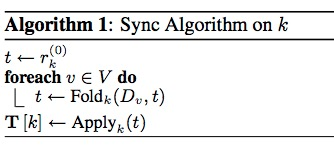 Algorithm 1: Sync Algorithm on k
t ← r_k^{(0)}
foreach v ∈ V do
t ← Fold_k(D_v, t)
T [k] ← Apply_k(t)